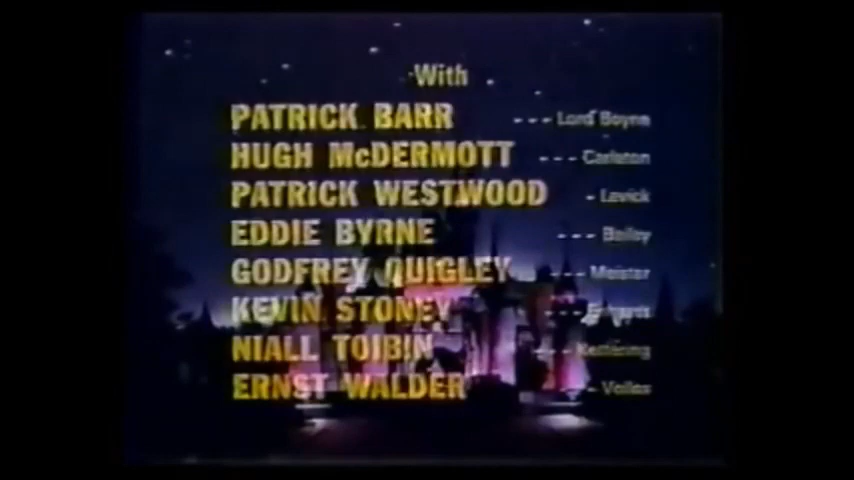 With
PATRICK BARR --- Lord Boyne
HUGH McDERMOTT --- Carleton
PATRICK WESTWOOD - Levick
EDDIE BYRNE --- Bailey
GODFREY QUIGLEY --- Meister
KEVIN STONEY ---
NIALL TOIBIN --- Kettering
ERNST WALDER -